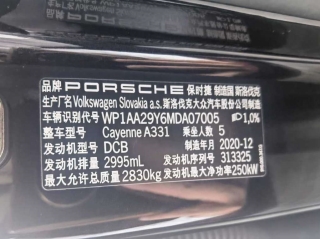 品牌 PORSCHE 保时捷 制造国 斯洛伐克
生产厂名 Volkswagen Slovakia a.s. 斯洛伐克大众汽车股份公司
车辆识别代号 WP1AA29Y6MDA07005 1,0%
整车型号 Cayenne A331 乘坐人数 5
发动机型号 DCB 制造年月 2020-12
发动机排量 2995mL 发动机序列号 313325
最大允许总质量 2830kg 发动机最大净功率 250kW